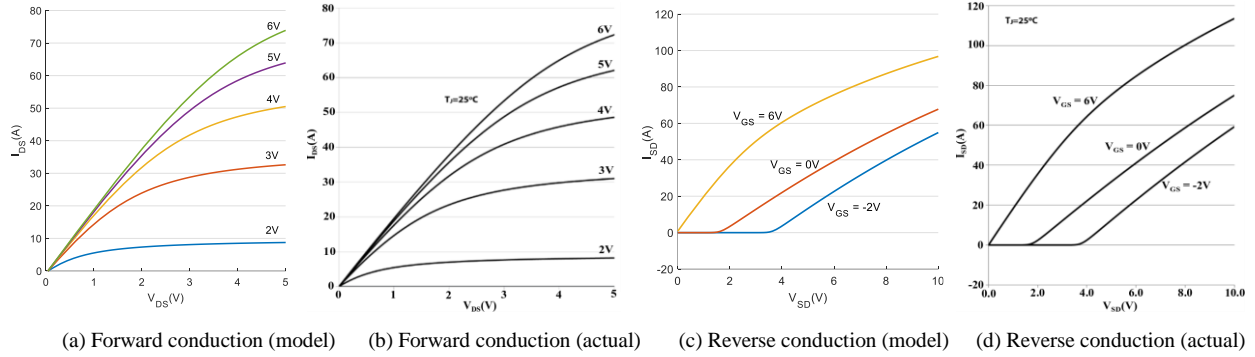 80
70
60
50
40
30
20
10
0
I_DS(A)
6V
5V
4V
3V
2V
0 1 2 3 4 5
V_DS(V)
(a) Forward conduction (model)
80
70
60
50
40
30
20
10
0
I_DS(A)
T_J=25°C
6V
5V
4V
3V
2V
0 1 2 3 4 5
V_DS(V)
(b) Forward conduction (actual)
120
100
80
60
40
20
0
-20
I_SD(A)
V_GS = 6V
V_GS = 0V
V_GS = -2V
0 2 4 6 8 10
V_SD(V)
(c) Reverse conduction (model)
120
100
80
60
40
20
0
-20
I_SD(A)
T_J=25°C
V_GS = 6V
V_GS = 0V
V_GS = -2V
0.0 2.0 4.0 6.0 8.0 10.0
V_SD(V)
(d) Reverse conduction (actual)